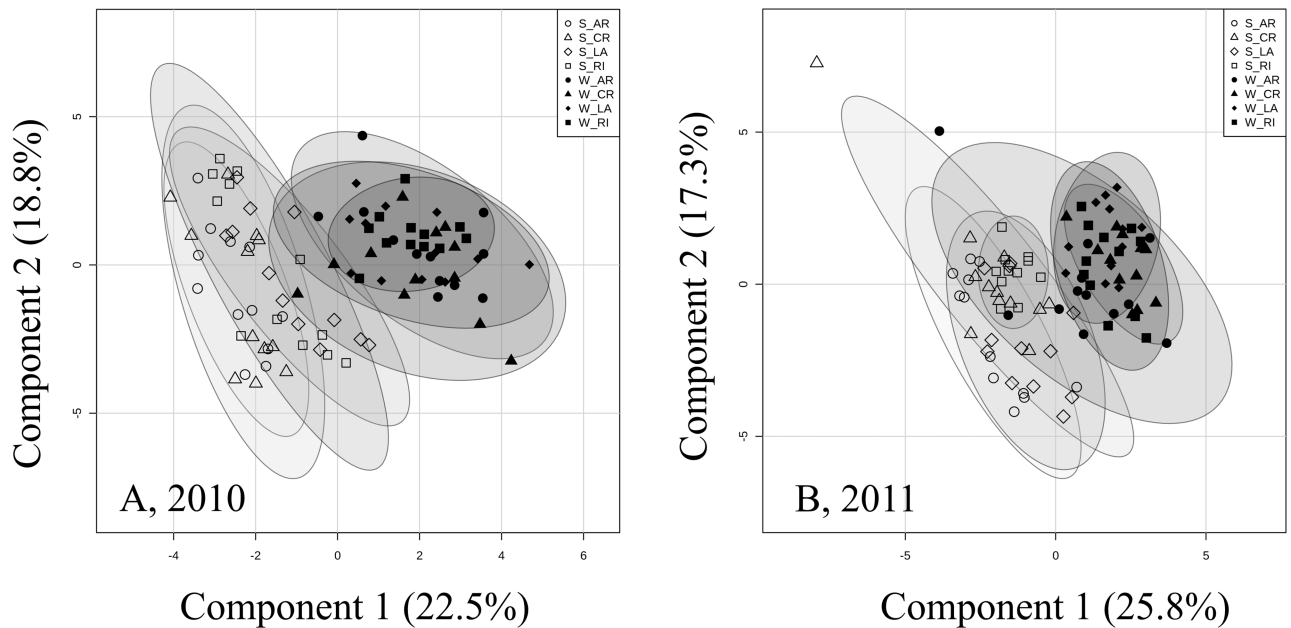 S_AR
S_CR
S_LA
S_RI
W_AR
W_CR
W_LA
W_RI
5
0
-5
Component 2 (18.8%)
A, 2010
-4 -2 0 2 4 6
Component 1 (22.5%)
S_AR
S_CR
S_LA
S_RI
W_AR
W_CR
W_LA
W_RI
5
0
-5
Component 2 (17.3%)
B, 2011
-5 0 5
Component 1 (25.8%)